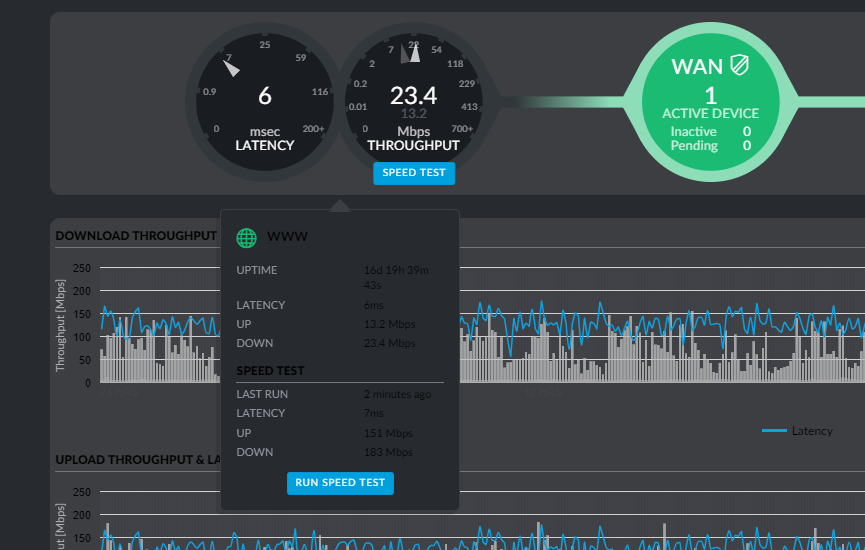 25
7
59
0.9
116
6
0
200+
msec
LATENCY
22
7
54
2
118
0.2
229
23.4
0.01
413
13.2
0
700+
Mbps
THROUGHPUT
SPEED TEST
WAN
1
ACTIVE DEVICE
Inactive 0
Pending 0
WWW
UPTIME 16d 19h 39m
43s
LATENCY 6ms
UP 13.2 Mbps
DOWN 23.4 Mbps
SPEED TEST
LAST RUN 2 minutes ago
LATENCY 7ms
UP 151 Mbps
DOWN 183 Mbps
RUN SPEED TEST
DOWNLOAD THROUGHPUT
Throughput [Mbps]
250
200
150
100
50
0
Latency
UPLOAD THROUGHPUT & LA
250
200
150
ut [Mbps]